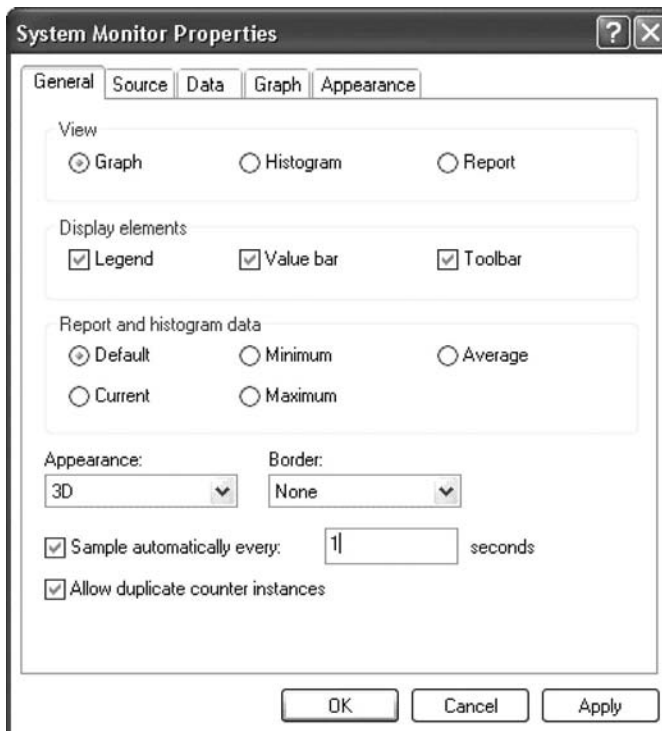 System Monitor Properties
General Source Data Graph Appearance
View
Graph Histogram Report
Display elements
Legend Value bar Toolbar
Report and histogram data
Default Minimum Average
Current Maximum
Appearance: Border:
3D None
Sample automatically every: 1 seconds
Allow duplicate counter instances
OK Cancel Apply